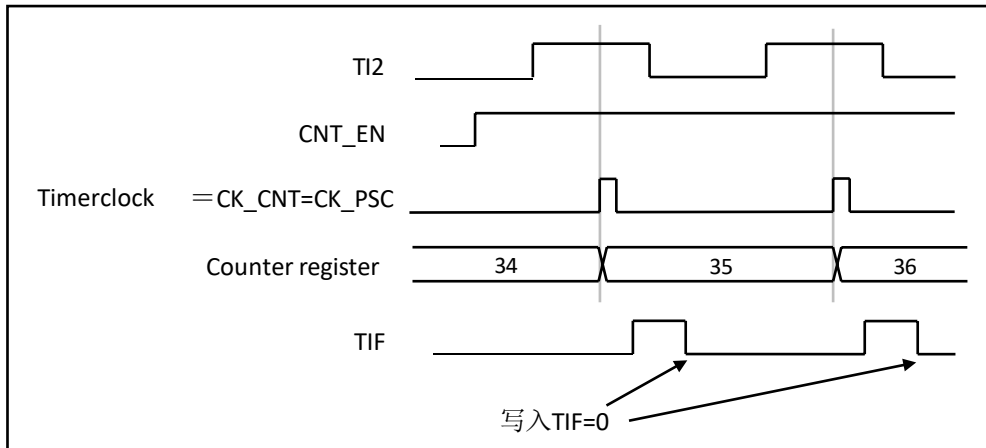 TI2
CNT_EN
Timerclock =CK_CNT=CK_PSC
Counter register 34 35 36
TIF
写入TIF=0